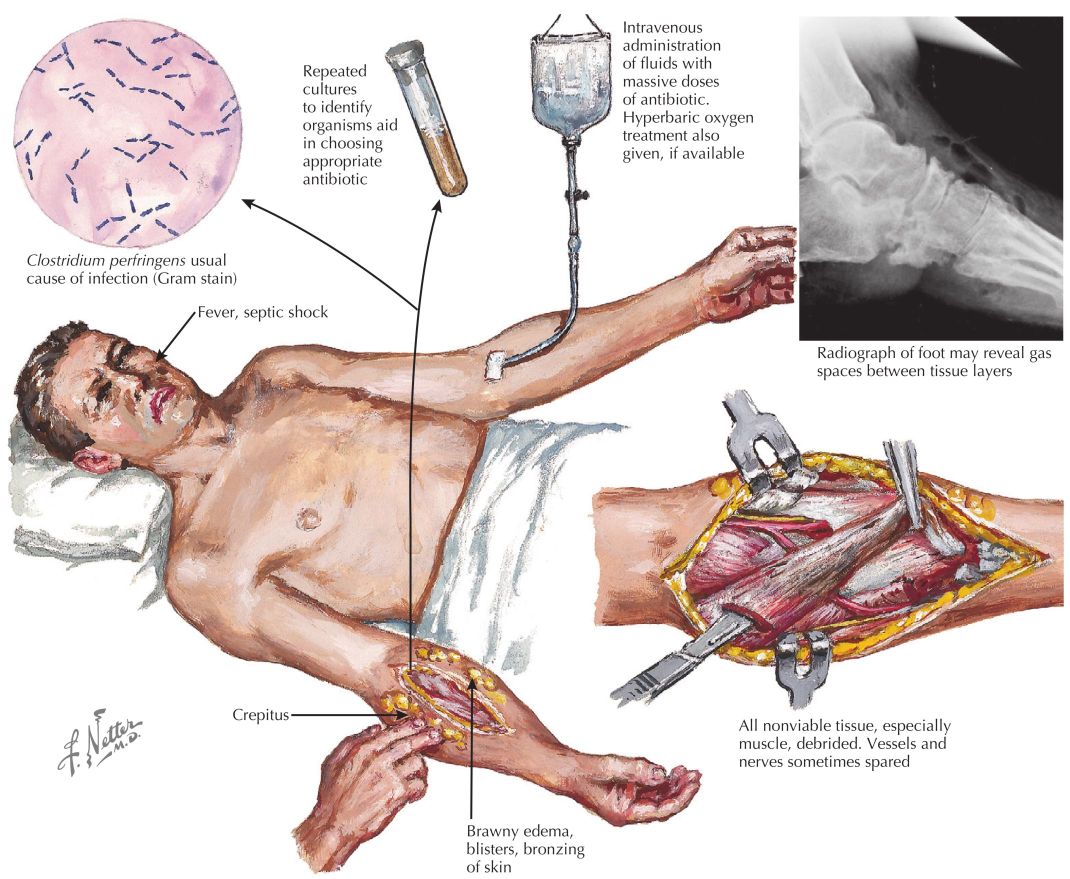 Clostridium perfringens usual
cause of infection (Gram stain)
Repeated
cultures
to identify
organisms aid
in choosing
appropriate
antibiotic
Intravenous
administration
of fluids with
massive doses
of antibiotic.
Hyperbaric oxygen
treatment also
given, if available
Radiograph of foot may reveal gas
spaces between tissue layers
Fever, septic shock
Crepitus
Brawny edema,
blisters, bronzing
of skin
All nonviable tissue, especially
muscle, debrided. Vessels and
nerves sometimes spared
F. Netter
M.D.